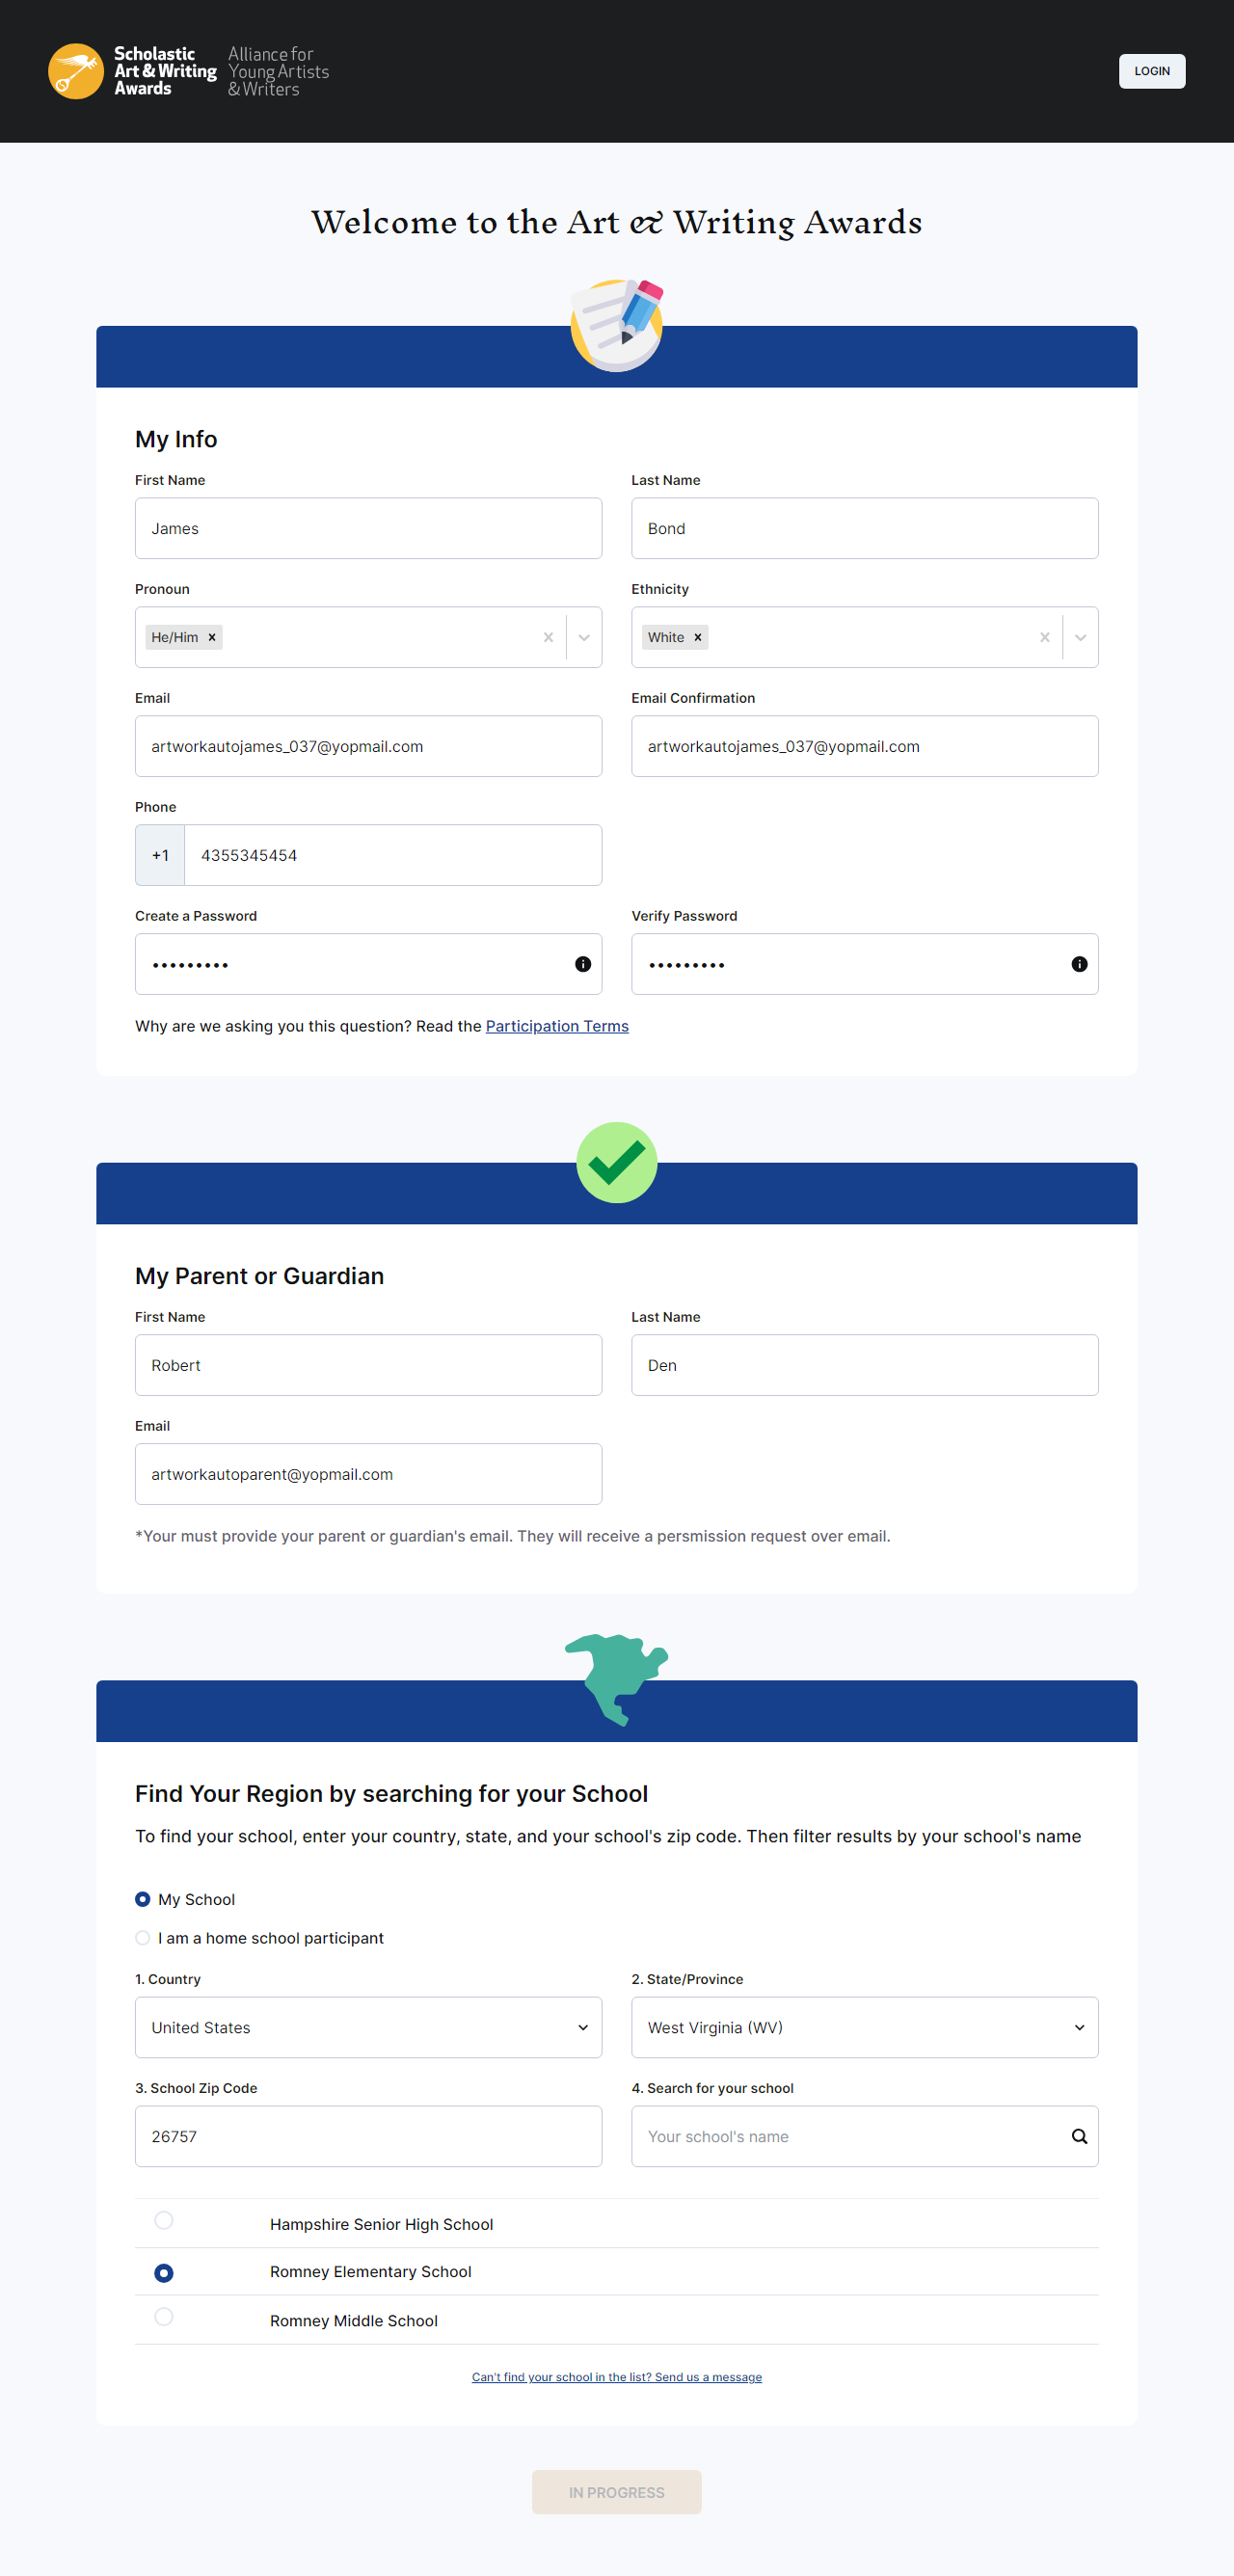 Scholastic
Art & Writing
Awards
Alliance for
Young Artists
& Writers
LOGIN
Welcome to the Art & Writing Awards
My Info
First Name
Last Name
James
Bond
Pronoun
Ethnicity
He/Him
White
Email
Email Confirmation
artworkautojames_037@yopmail.com
artworkautojames_037@yopmail.com
Phone
+1
4355345454
Create a Password
Verify Password
•••••••••
•••••••••
Why are we asking you this question? Read the Participation Terms
My Parent or Guardian
First Name
Last Name
Robert
Den
Email
artworkautoparent@yopmail.com
*Your must provide your parent or guardian's email. They will receive a persmission request over email.
Find Your Region by searching for your School
To find your school, enter your country, state, and your school's zip code. Then filter results by your school's name
My School
I am a home school participant
1. Country
2. State/Province
United States
West Virginia (WV)
3. School Zip Code
4. Search for your school
26757
Your school's name
Hampshire Senior High School
Romney Elementary School
Romney Middle School
Can't find your school in the list? Send us a message
IN PROGRESS